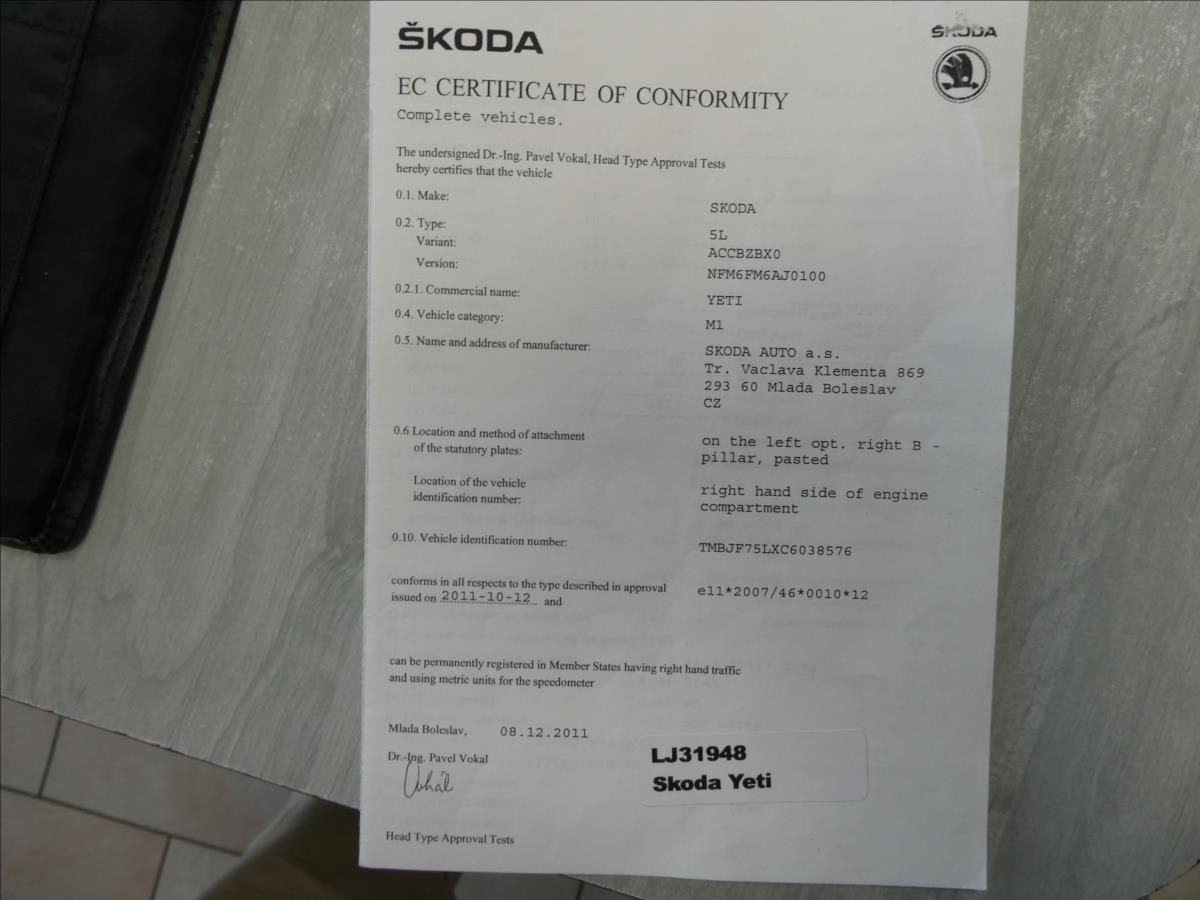 ŠKODA
ŠKODA
EC CERTIFICATE OF CONFORMITY
Complete vehicles.
The undersigned Dr.-Ing. Pavel Vokal, Head Type Approval Tests
hereby certifies that the vehicle
0.1. Make: SKODA
0.2. Type: 5L
Variant: ACCBZBX0
Version: NFM6FM6AJ0100
0.2.1. Commercial name: YETI
0.4. Vehicle category: M1
0.5. Name and address of manufacturer: SKODA AUTO a.s.
Tr. Vaclava Klementa 869
293 60 Mlada Boleslav
CZ
0.6 Location and method of attachment on the left opt. right B -
of the statutory plates: pillar, pasted
Location of the vehicle right hand side of engine
identification number: compartment
0.10. Vehicle identification number: TMBJF75LXC6038576
conforms in all respects to the type described in approval e11*2007/46*0010*12
issued on 2011-10-12 and
can be permanently registered in Member States having right hand traffic
and using metric units for the speedometer
Mlada Boleslav, 08.12.2011
Dr.-Ing. Pavel Vokal
Vokál
LJ31948
Skoda Yeti
Head Type Approval Tests